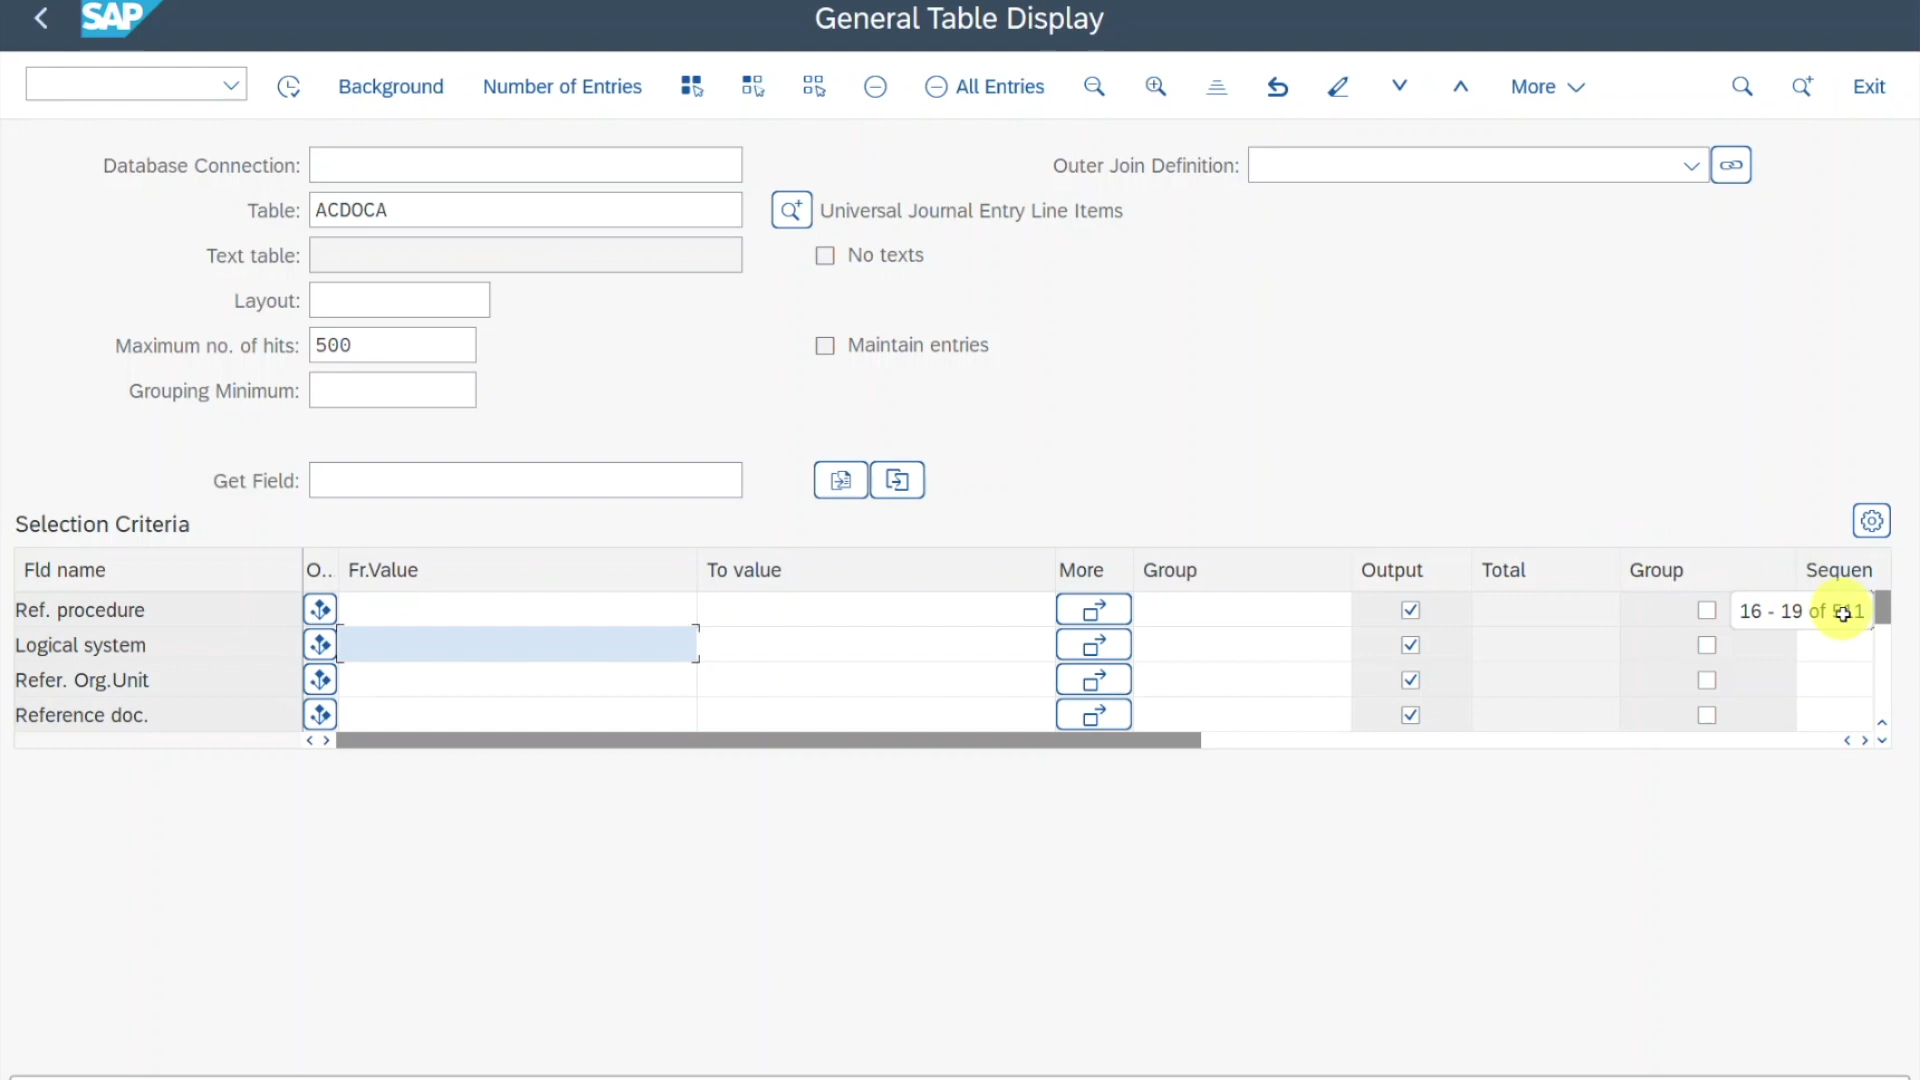 SAP
General Table Display
Background Number of Entries All Entries More Exit
Database Connection: Outer Join Definition:
Table: ACDOCA Universal Journal Entry Line Items
Text table: No texts
Layout:
Maximum no. of hits: 500 Maintain entries
Grouping Minimum:
Get Field:
Selection Criteria
Fld name O.. Fr.Value To value More Group Output Total Group Sequen
Ref. procedure 16 - 19 of 511
Logical system
Refer. Org.Unit
Reference doc.